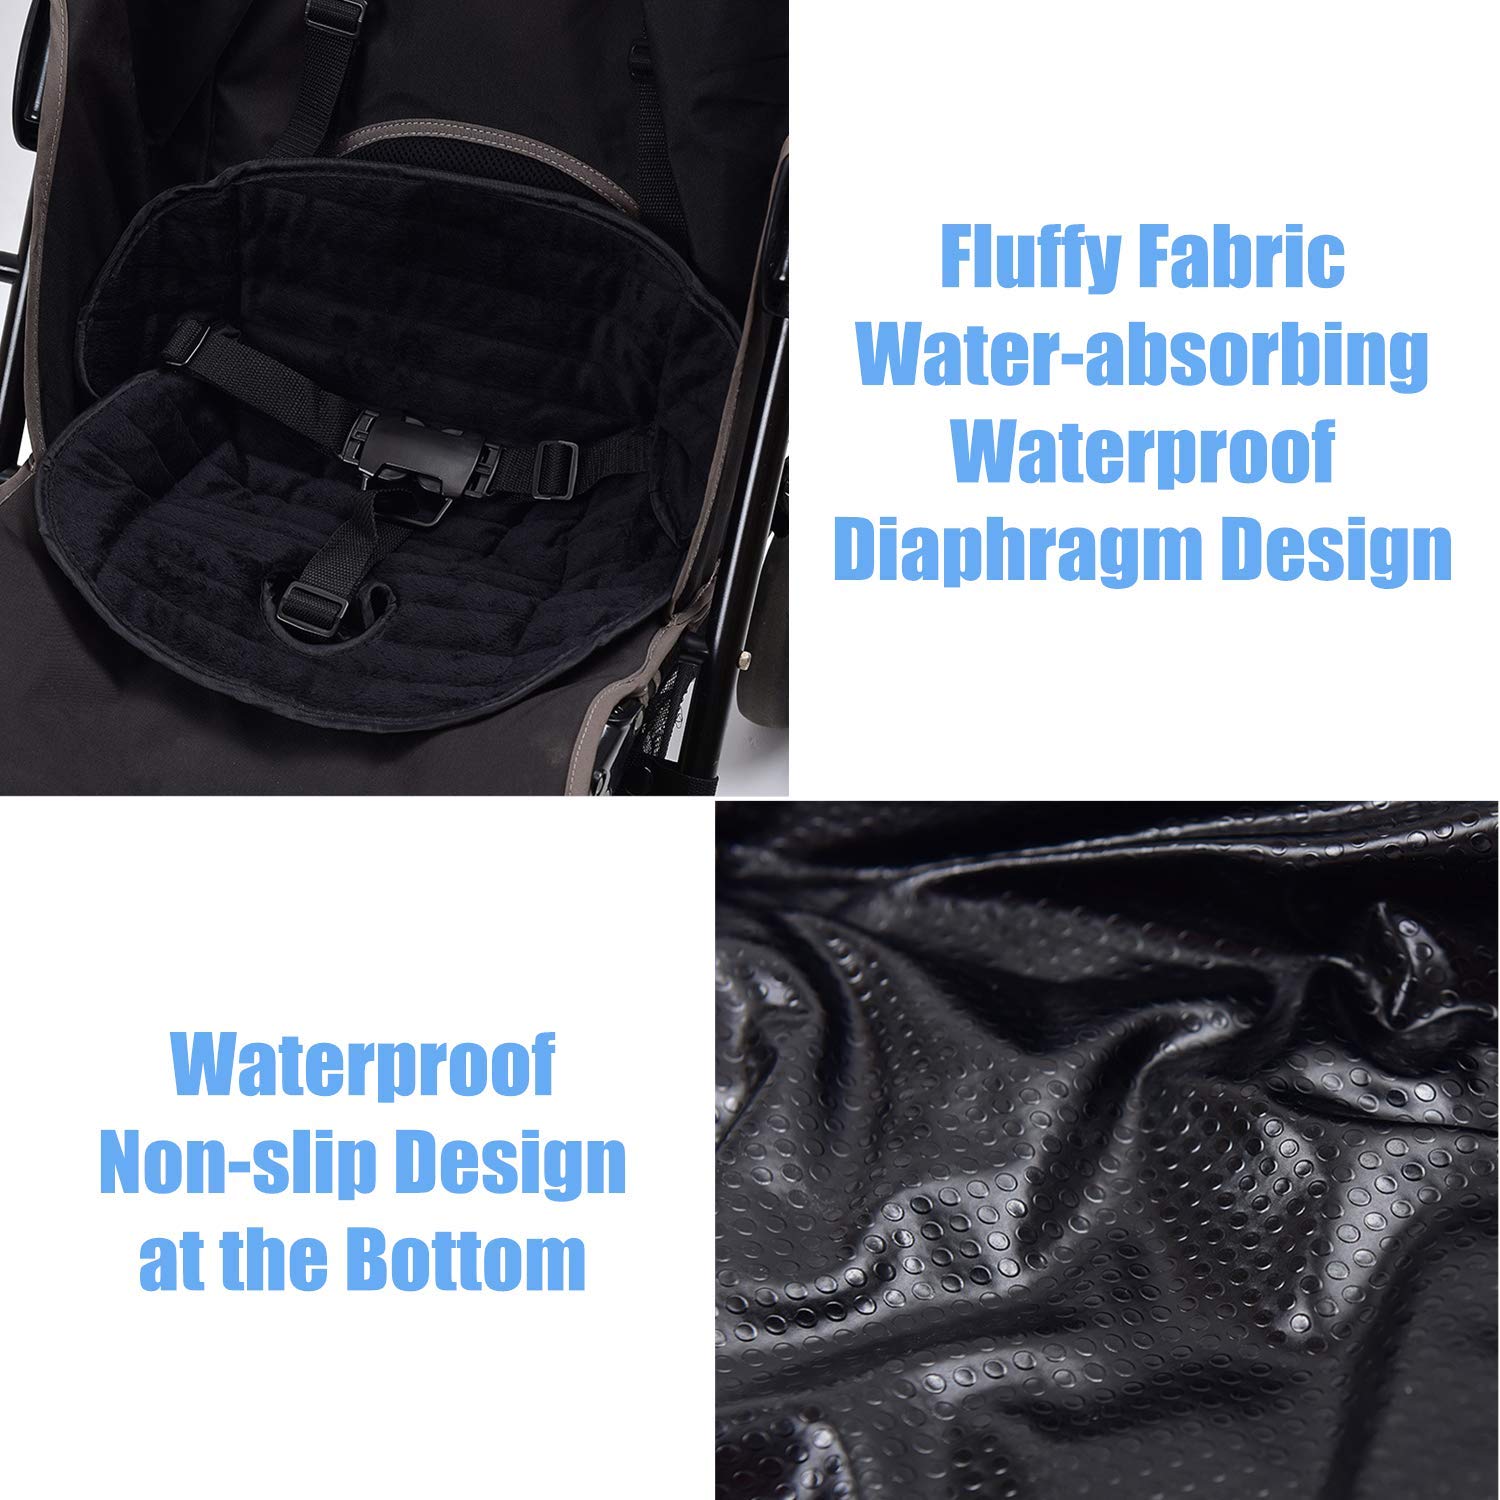 Fluffy Fabric
Water-absorbing
Waterproof
Diaphragm Design
Waterproof
Non-slip Design
at the Bottom